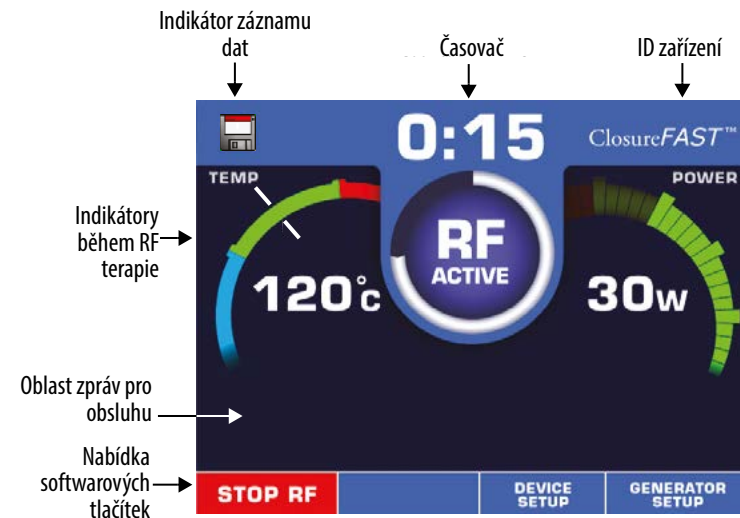 Indikátor záznamu
dat
Časovač
ID zařízení
0:15
ClosureFAST™
TEMP
POWER
Indikátory
během RF
terapie
RF
ACTIVE
120°C
30W
Oblast zpráv pro
obsluhu
Nabídka
softwarových
tlačítek
STOP RF
DEVICE
SETUP
GENERATOR
SETUP